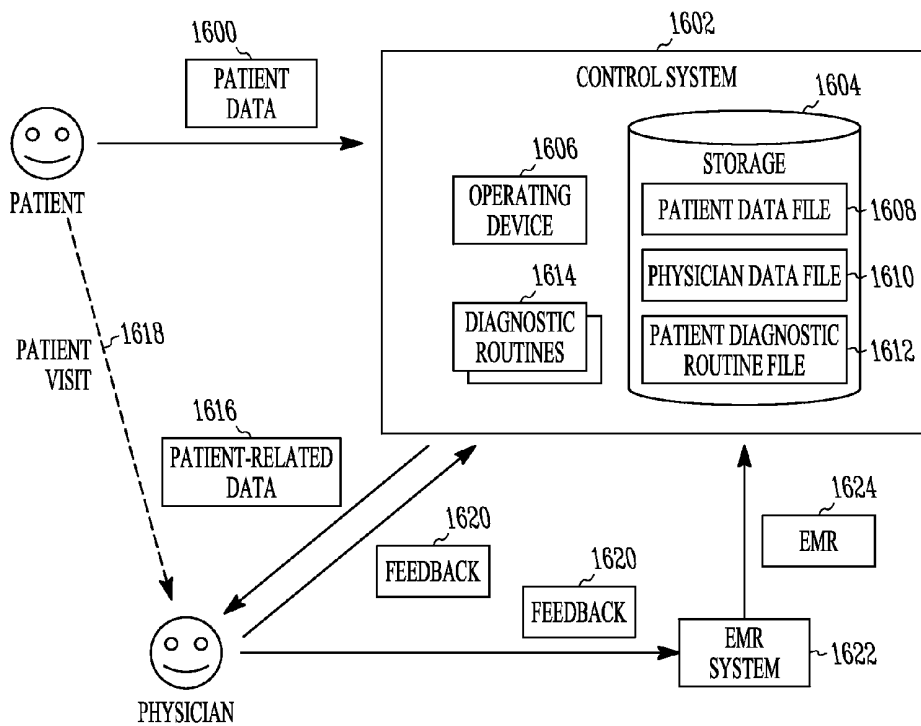 1600
PATIENT
DATA
PATIENT
1602
CONTROL SYSTEM
1604
STORAGE
1606
OPERATING
DEVICE
PATIENT DATA FILE
1608
PHYSICIAN DATA FILE
1610
1614
DIAGNOSTIC
ROUTINES
PATIENT DIAGNOSTIC
ROUTINE FILE
1612
1618
PATIENT
VISIT
1616
PATIENT-RELATED
DATA
1620
FEEDBACK
1620
FEEDBACK
1624
EMR
EMR
SYSTEM
1622
PHYSICIAN